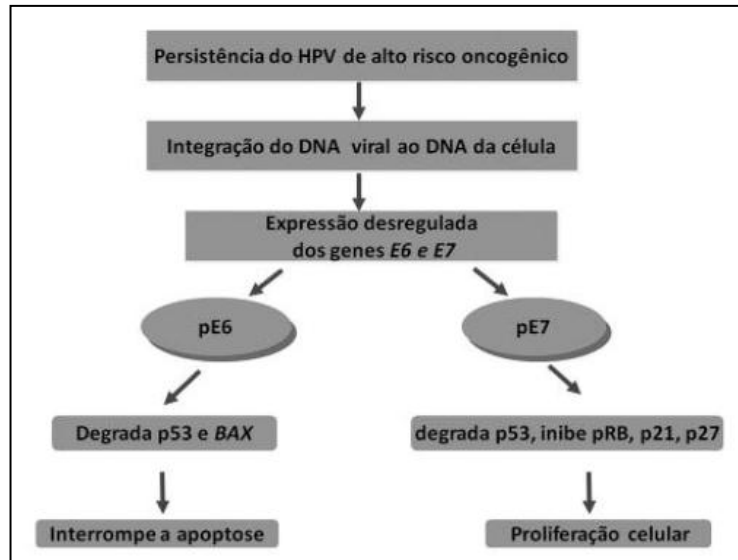 Persistência do HPV de alto risco oncogênico
Integração do DNA viral ao DNA da célula
Expressão desregulada
dos genes E6 e E7
pE6
pE7
Degrada p53 e BAX
degrada p53, inibe pRB, p21, p27
Interrompe a apoptose
Proliferação celular